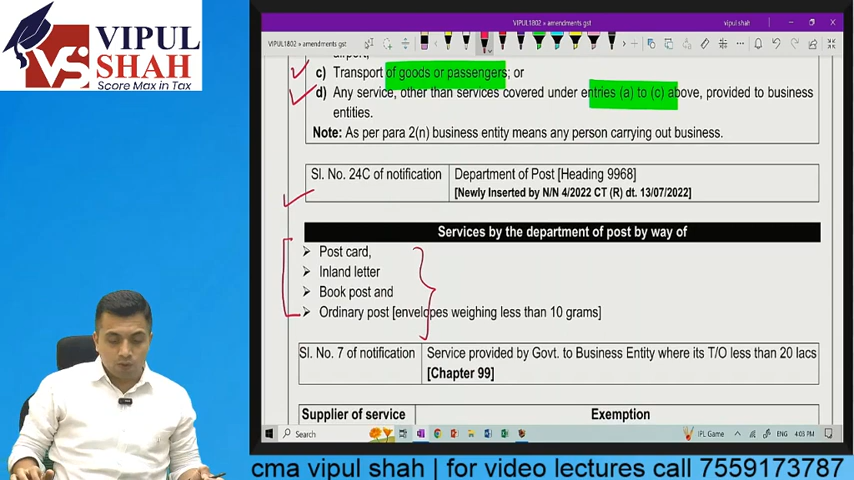 VIPUL
SHAH
Score Max in Tax
VS
VIPUL1802 » amendments gst
vipul shah
VIPUL1802 » amendments gst
c) Transport of goods or passengers; or
d) Any service, other than services covered under entries (a) to (c) above, provided to business
entities.
Note: As per para 2(n) business entity means any person carrying out business.
Sl. No. 24C of notification
Department of Post [Heading 9968]
[Newly Inserted by N/N 4/2022 CT (R) dt. 13/07/2022]
Services by the department of post by way of
➢ Post card,
➢ Inland letter
➢ Book post and
➢ Ordinary post [envelopes weighing less than 10 grams]
Sl. No. 7 of notification
Service provided by Govt. to Business Entity where its T/O less than 20 lacs
[Chapter 99]
Supplier of service
Exemption
Search
IPL Game
ENG
4:03 PM
cma vipul shah | for video lectures call 7559173787